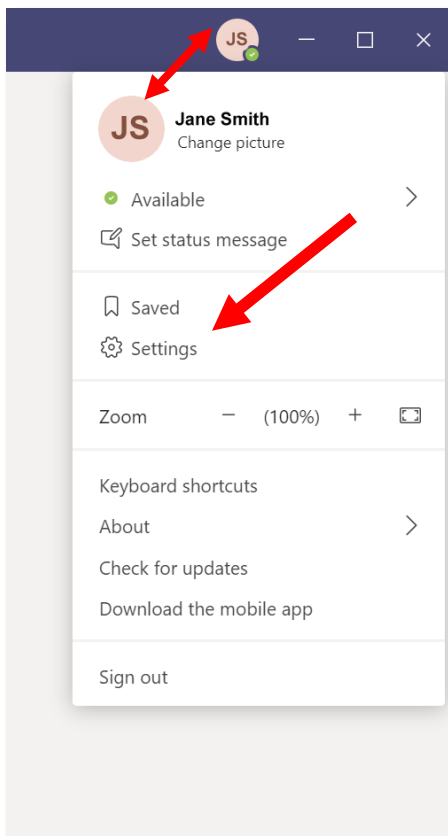 JS
JS
Jane Smith
Change picture
Available
Set status message
Saved
Settings
Zoom − (100%) +
Keyboard shortcuts
About
Check for updates
Download the mobile app
Sign out